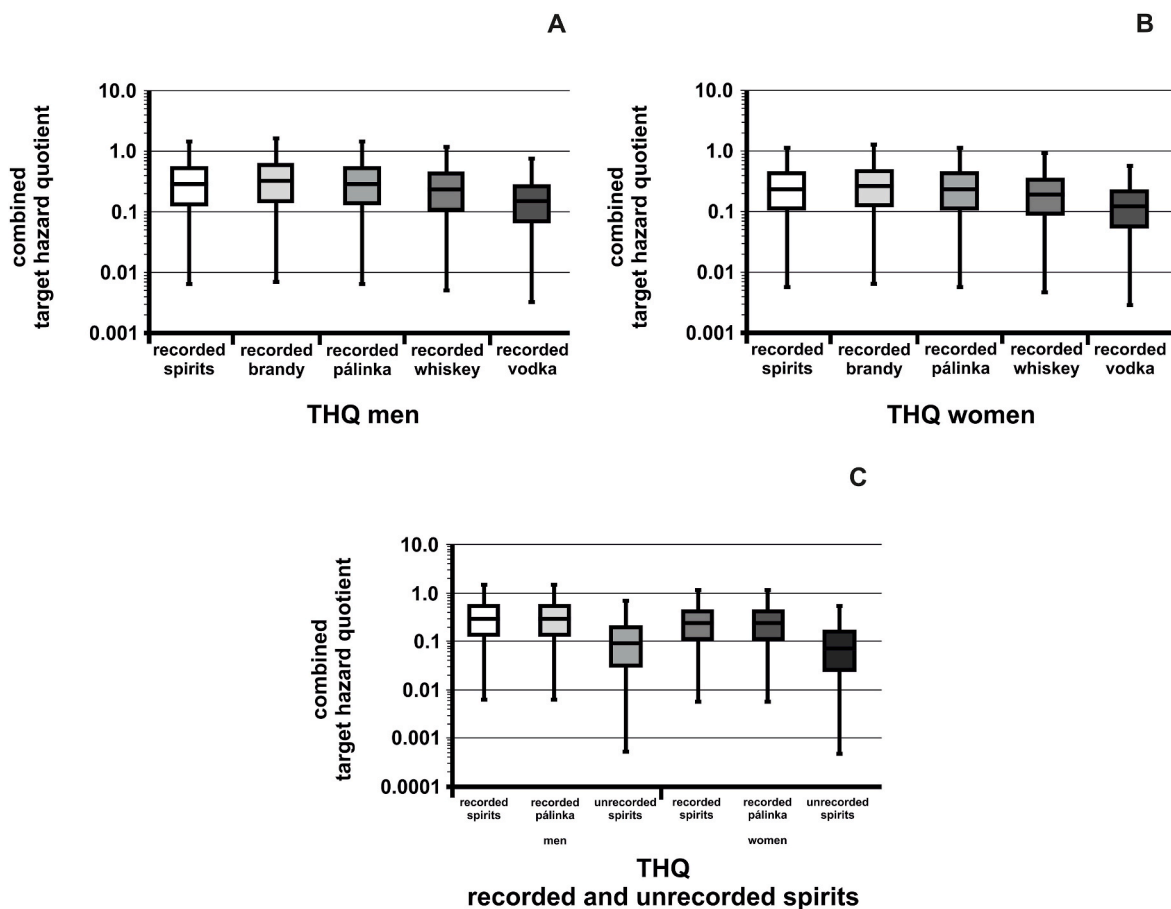 A
combined
target hazard quotient
10.0
1.0
0.1
0.01
0.001
recorded spirits
recorded brandy
recorded pálinka
recorded whiskey
recorded vodka
THQ men
B
combined
target hazard quotient
10.0
1.0
0.1
0.01
0.001
recorded spirits
recorded brandy
recorded pálinka
recorded whiskey
recorded vodka
THQ women
C
combined
target hazard quotient
10.0
1.0
0.1
0.01
0.001
0.0001
recorded spirits
recorded pálinka
unrecorded spirits
recorded spirits
recorded pálinka
unrecorded spirits
men
women
THQ
recorded and unrecorded spirits